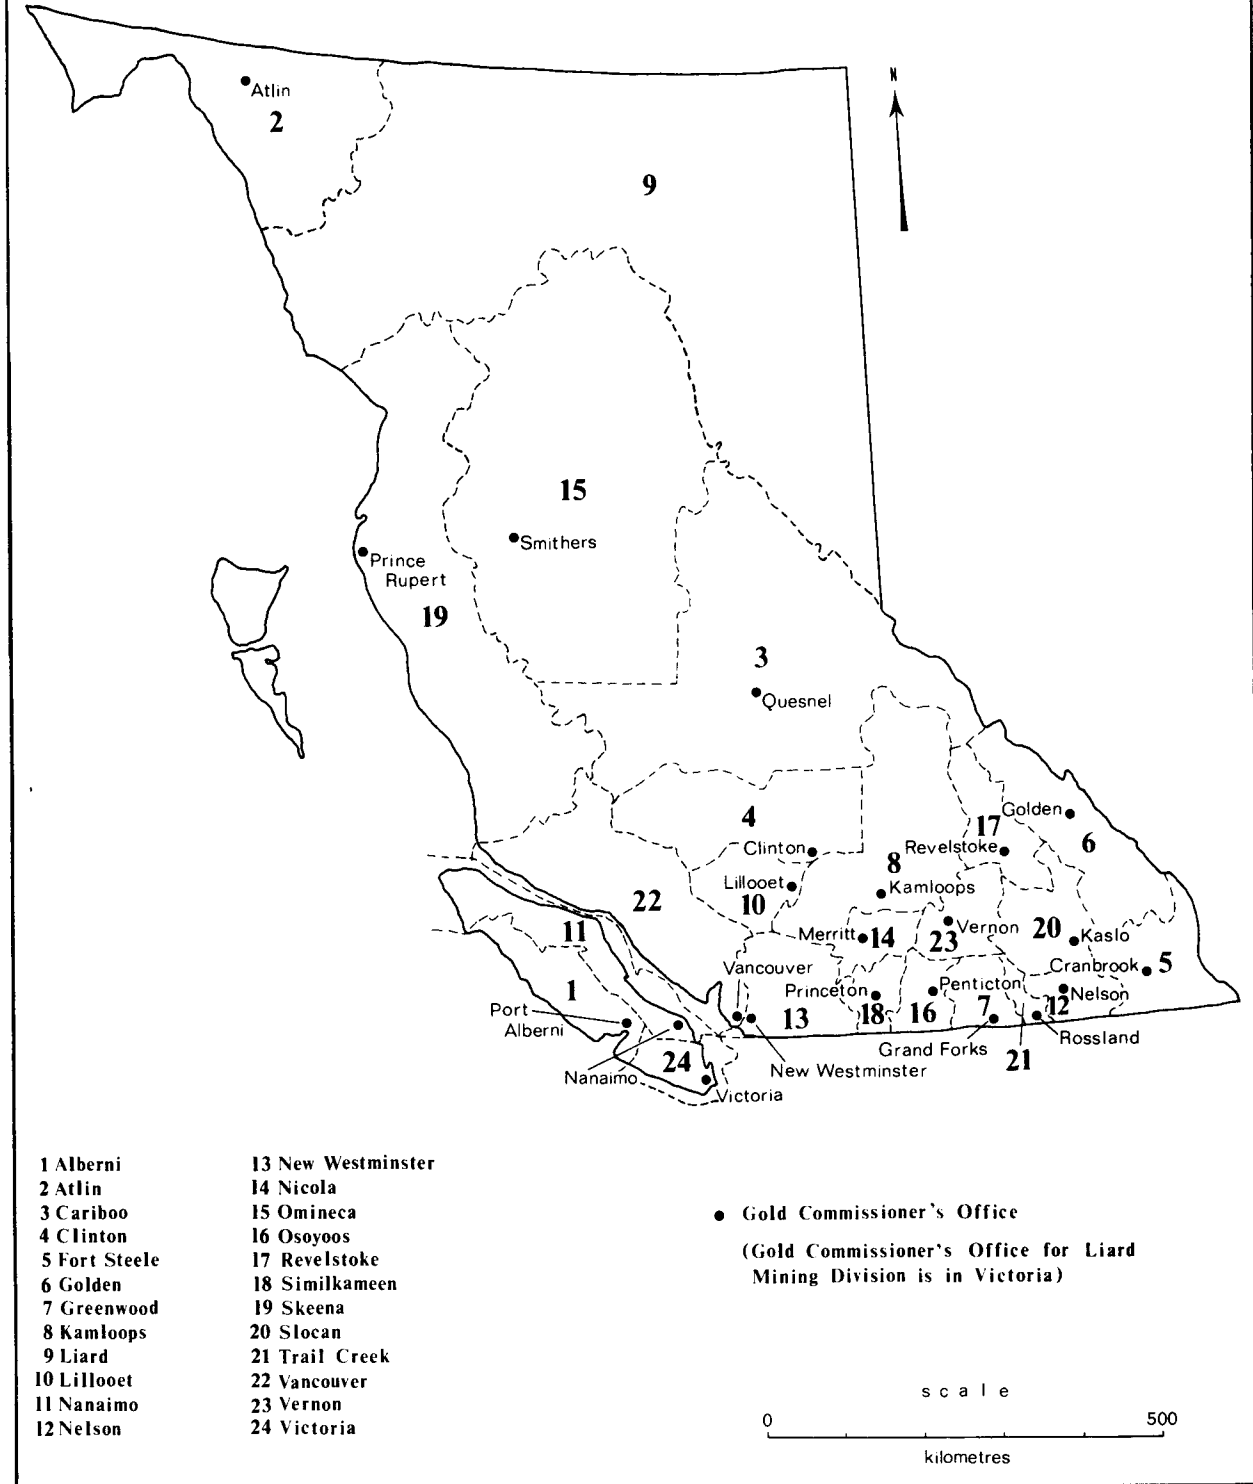 N
Atlin
2
9
15
Smithers
Prince
Rupert
19
3
Quesnel
4
Clinton
Golden
17
6
Revelstoke
8
Lillooet
Kamloops
10
22
11
Merritt
14
23
Vernon
20
Kaslo
Cranbrook
5
Vancouver
1
Princeton
Penticton
Nelson
Port
Alberni
13
18
16
7
12
Rossland
Grand Forks
21
24
New Westminster
Nanaimo
Victoria
1 Alberni
2 Atlin
3 Cariboo
4 Clinton
5 Fort Steele
6 Golden
7 Greenwood
8 Kamloops
9 Liard
10 Lillooet
11 Nanaimo
12 Nelson
13 New Westminster
14 Nicola
15 Omineca
16 Osoyoos
17 Revelstoke
18 Similkameen
19 Skeena
20 Slocan
21 Trail Creek
22 Vancouver
23 Vernon
24 Victoria
● Gold Commissioner's Office
(Gold Commissioner's Office for Liard
Mining Division is in Victoria)
scale
0 500
kilometres